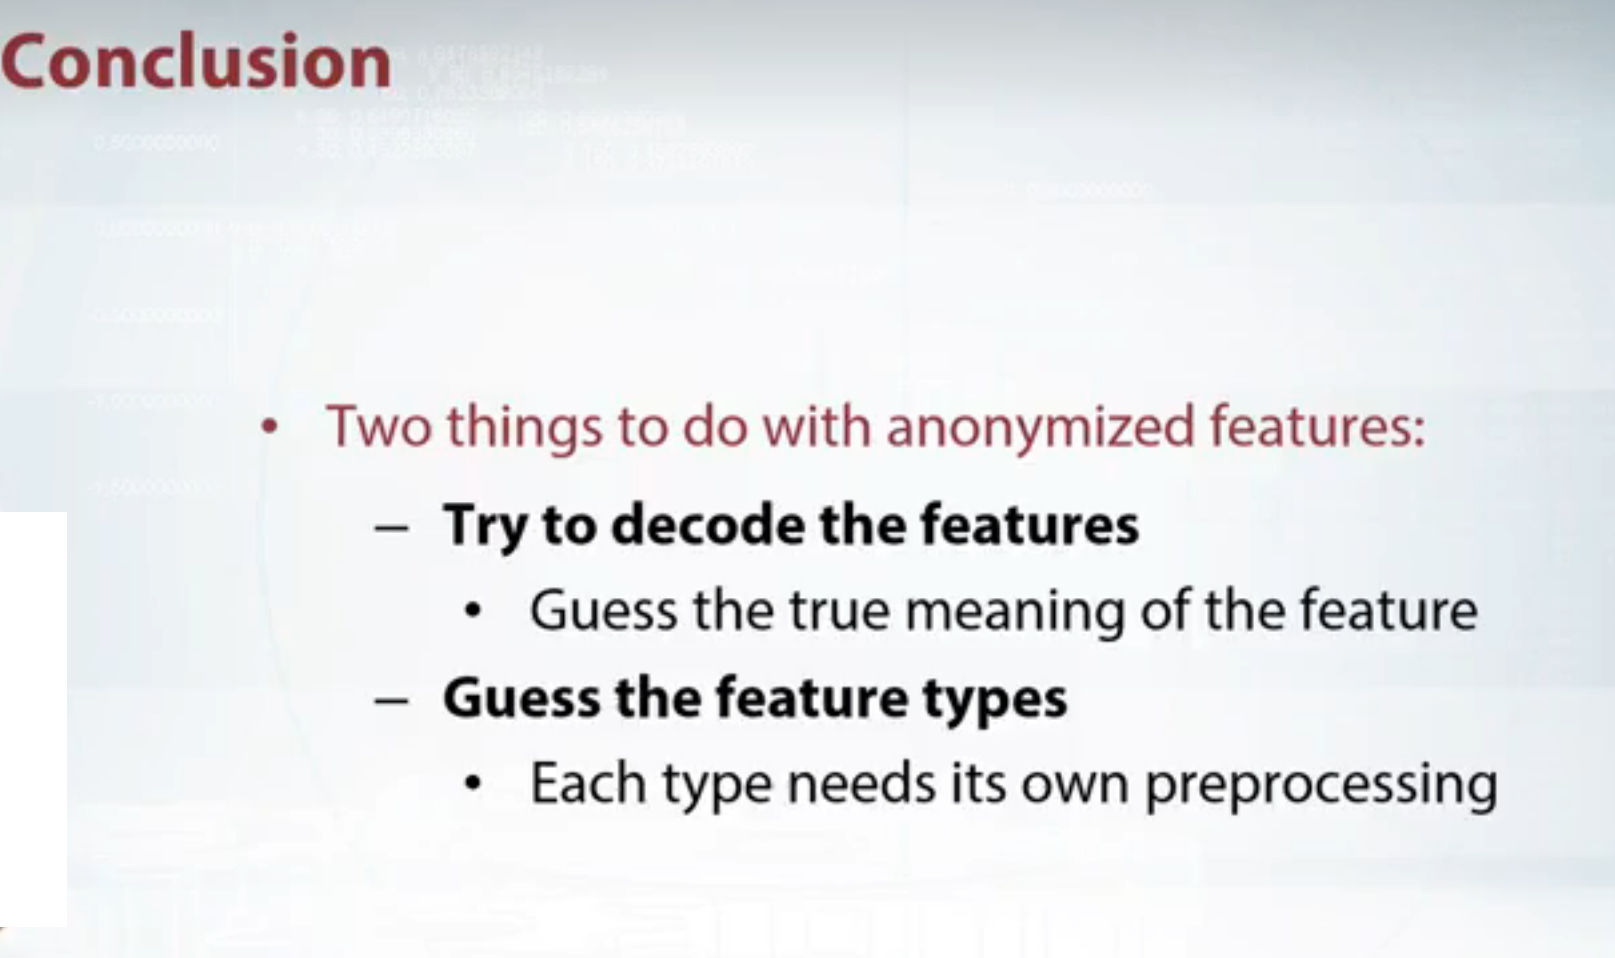 Conclusion
• Two things to do with anonymized features:
– Try to decode the features
• Guess the true meaning of the feature
– Guess the feature types
• Each type needs its own preprocessing